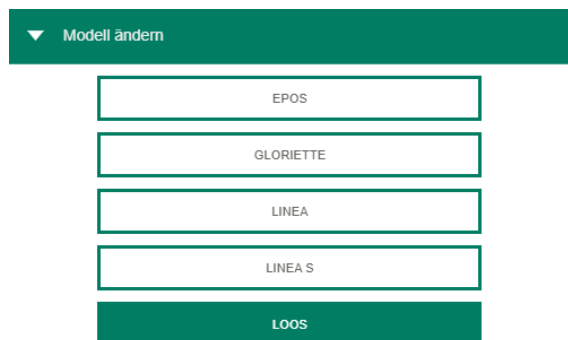 Modell ändern
EPOS
GLORIETTE
LINEA
LINEA S
LOOS